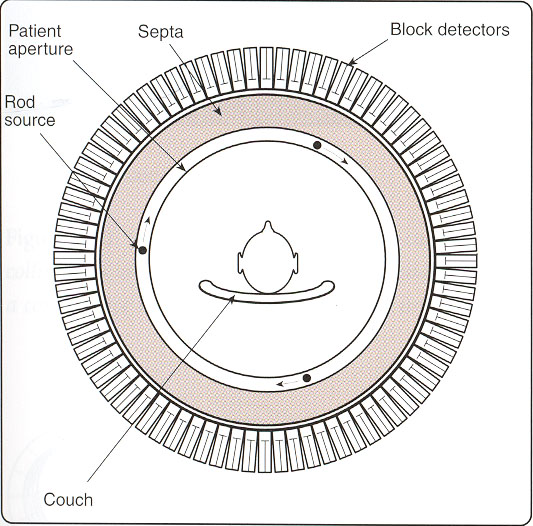 Patient
aperture
Septa
Block detectors
Rod
source
Couch